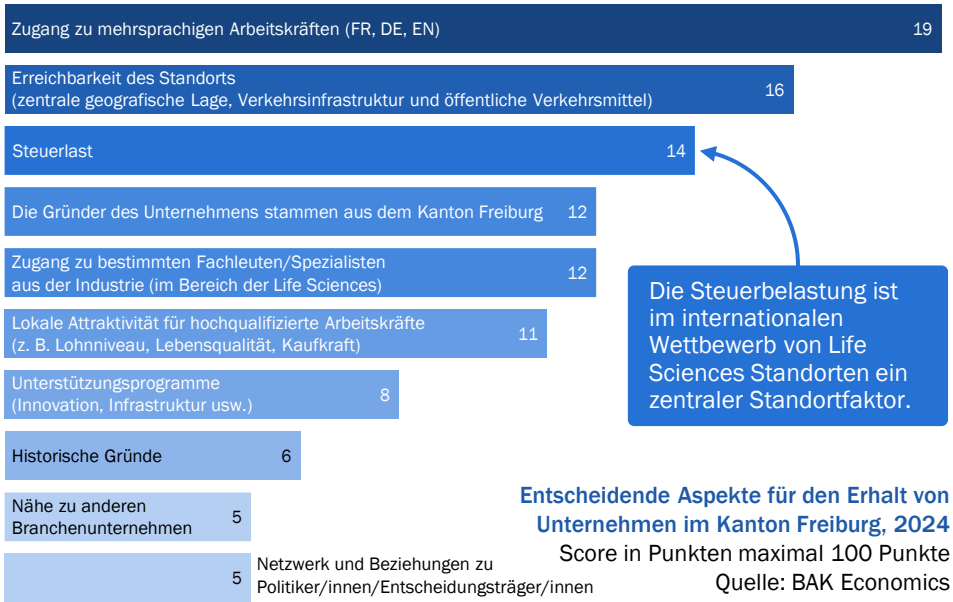 Zugang zu mehrsprachigen Arbeitskräften (FR, DE, EN) 19
Erreichbarkeit des Standorts
(zentrale geografische Lage, Verkehrsinfrastruktur und öffentliche Verkehrsmittel) 16
Steuerlast 14
Die Gründer des Unternehmens stammen aus dem Kanton Freiburg 12
Zugang zu bestimmten Fachleuten/Spezialisten
aus der Industrie (im Bereich der Life Sciences) 12
Lokale Attraktivität für hochqualifizierte Arbeitskräfte
(z. B. Lohnniveau, Lebensqualität, Kaufkraft) 11
Unterstützungsprogramme
(Innovation, Infrastruktur usw.) 8
Historische Gründe 6
Nähe zu anderen
Branchenunternehmen 5
5 Netzwerk und Beziehungen zu
Politiker/innen/Entscheidungsträger/innen
Die Steuerbelastung ist
im internationalen
Wettbewerb von Life
Sciences Standorten ein
zentraler Standortfaktor.
Entscheidende Aspekte für den Erhalt von
Unternehmen im Kanton Freiburg, 2024
Score in Punkten maximal 100 Punkte
Quelle: BAK Economics